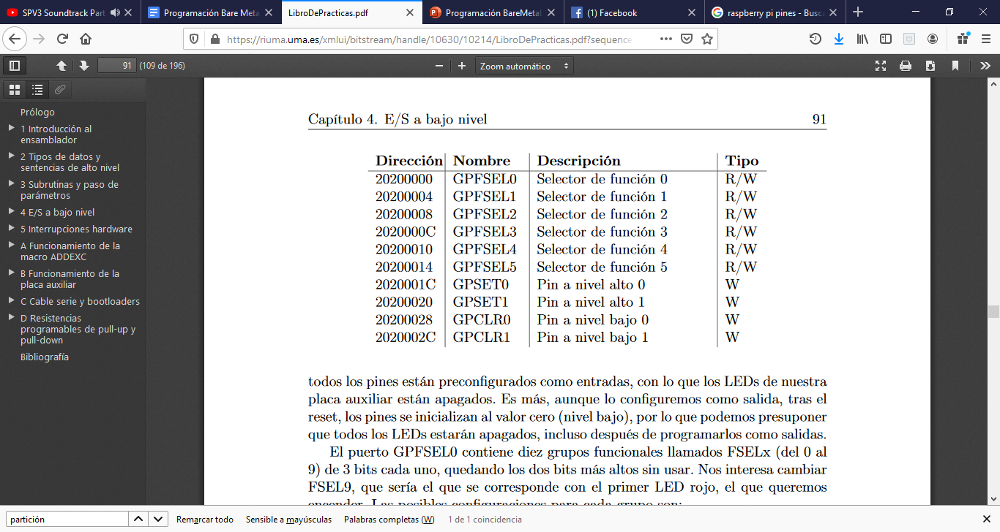 SPV3 Soundtrack Part
Programación Bare Meta
LibroDePracticas.pdf
Programación BareMetal
(1) Facebook
raspberry pi pines - Busc
https://riuma.uma.es/xmlui/bitstream/handle/10630/10214/LibroDePracticas.pdf?sequence
91 (109 de 196)
Zoom automático
Prólogo
1 Introducción al
ensamblador
2 Tipos de datos y
sentencias de alto nivel
3 Subrutinas y paso de
parámetros
4 E/S a bajo nivel
5 Interrupciones hardware
A Funcionamiento de la
macro ADDEXC
B Funcionamiento de la
placa auxiliar
C Cable serie y bootloaders
D Resistencias
programables de pull-up y
pull-down
Bibliografía
Capítulo 4. E/S a bajo nivel 91
Dirección Nombre Descripción Tipo
20200000 GPFSEL0 Selector de función 0 R/W
20200004 GPFSEL1 Selector de función 1 R/W
20200008 GPFSEL2 Selector de función 2 R/W
2020000C GPFSEL3 Selector de función 3 R/W
20200010 GPFSEL4 Selector de función 4 R/W
20200014 GPFSEL5 Selector de función 5 R/W
2020001C GPSET0 Pin a nivel alto 0 W
20200020 GPSET1 Pin a nivel alto 1 W
20200028 GPCLR0 Pin a nivel bajo 0 W
2020002C GPCLR1 Pin a nivel bajo 1 W
todos los pines están preconfigurados como entradas, con lo que los LEDs de nuestra
placa auxiliar están apagados. Es más, aunque lo configuremos como salida, tras el
reset, los pines se inicializan al valor cero (nivel bajo), por lo que podemos presuponer
que todos los LEDs estarán apagados, incluso después de programarlos como salidas.
El puerto GPFSEL0 contiene diez grupos funcionales llamados FSELx (del 0 al
9) de 3 bits cada uno, quedando los dos bits más altos sin usar. Nos interesa cambiar
FSEL9, que sería el que se corresponde con el primer LED rojo, el que queremos
encender. Las posibles configuraciones para cada grupo son:
partición
Remarcar todo Sensible a mayúsculas Palabras completas (W) 1 de 1 coincidencia